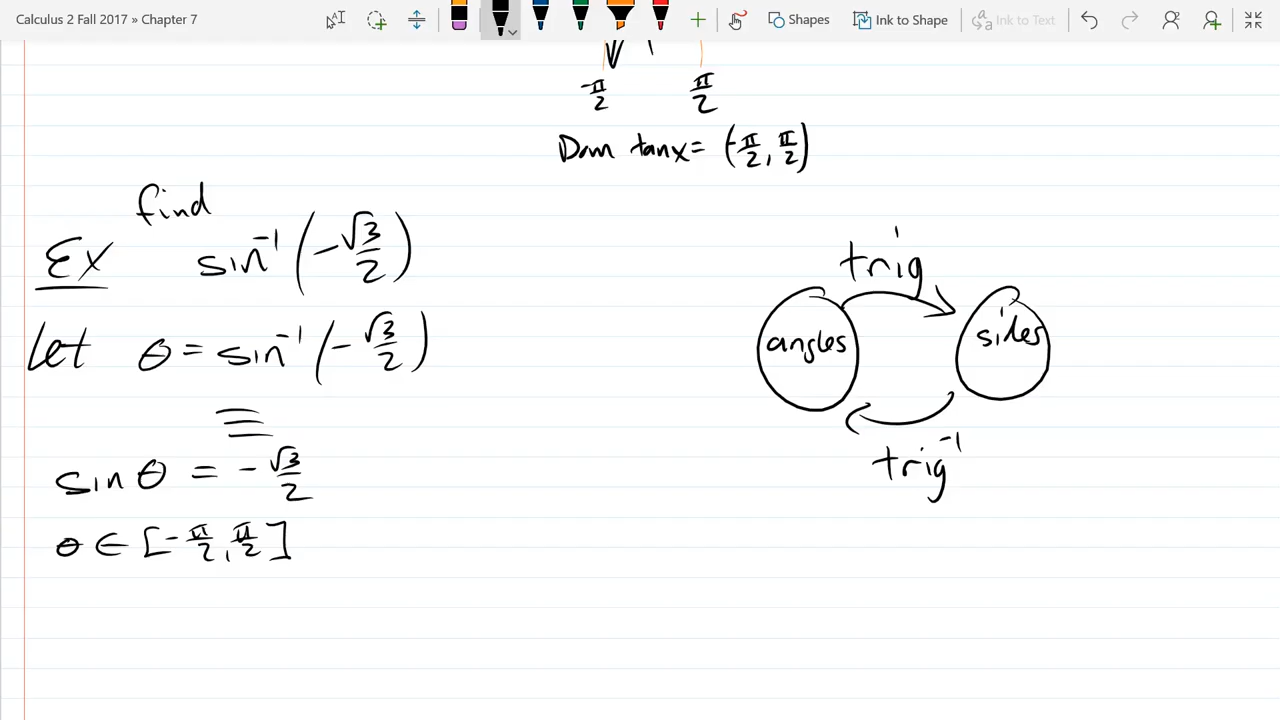 Calculus 2 Fall 2017 » Chapter 7
Shapes
Ink to Shape
Ink to Text
-π/2
π/2
Dom tanx = (-π/2, π/2)
find
Ex sin⁻¹(-√3/2)
Let θ = sin⁻¹(-√3/2)
≡
sin θ = -√3/2
θ ∈ [-π/2, π/2]
trig
angles
sides
trig⁻¹